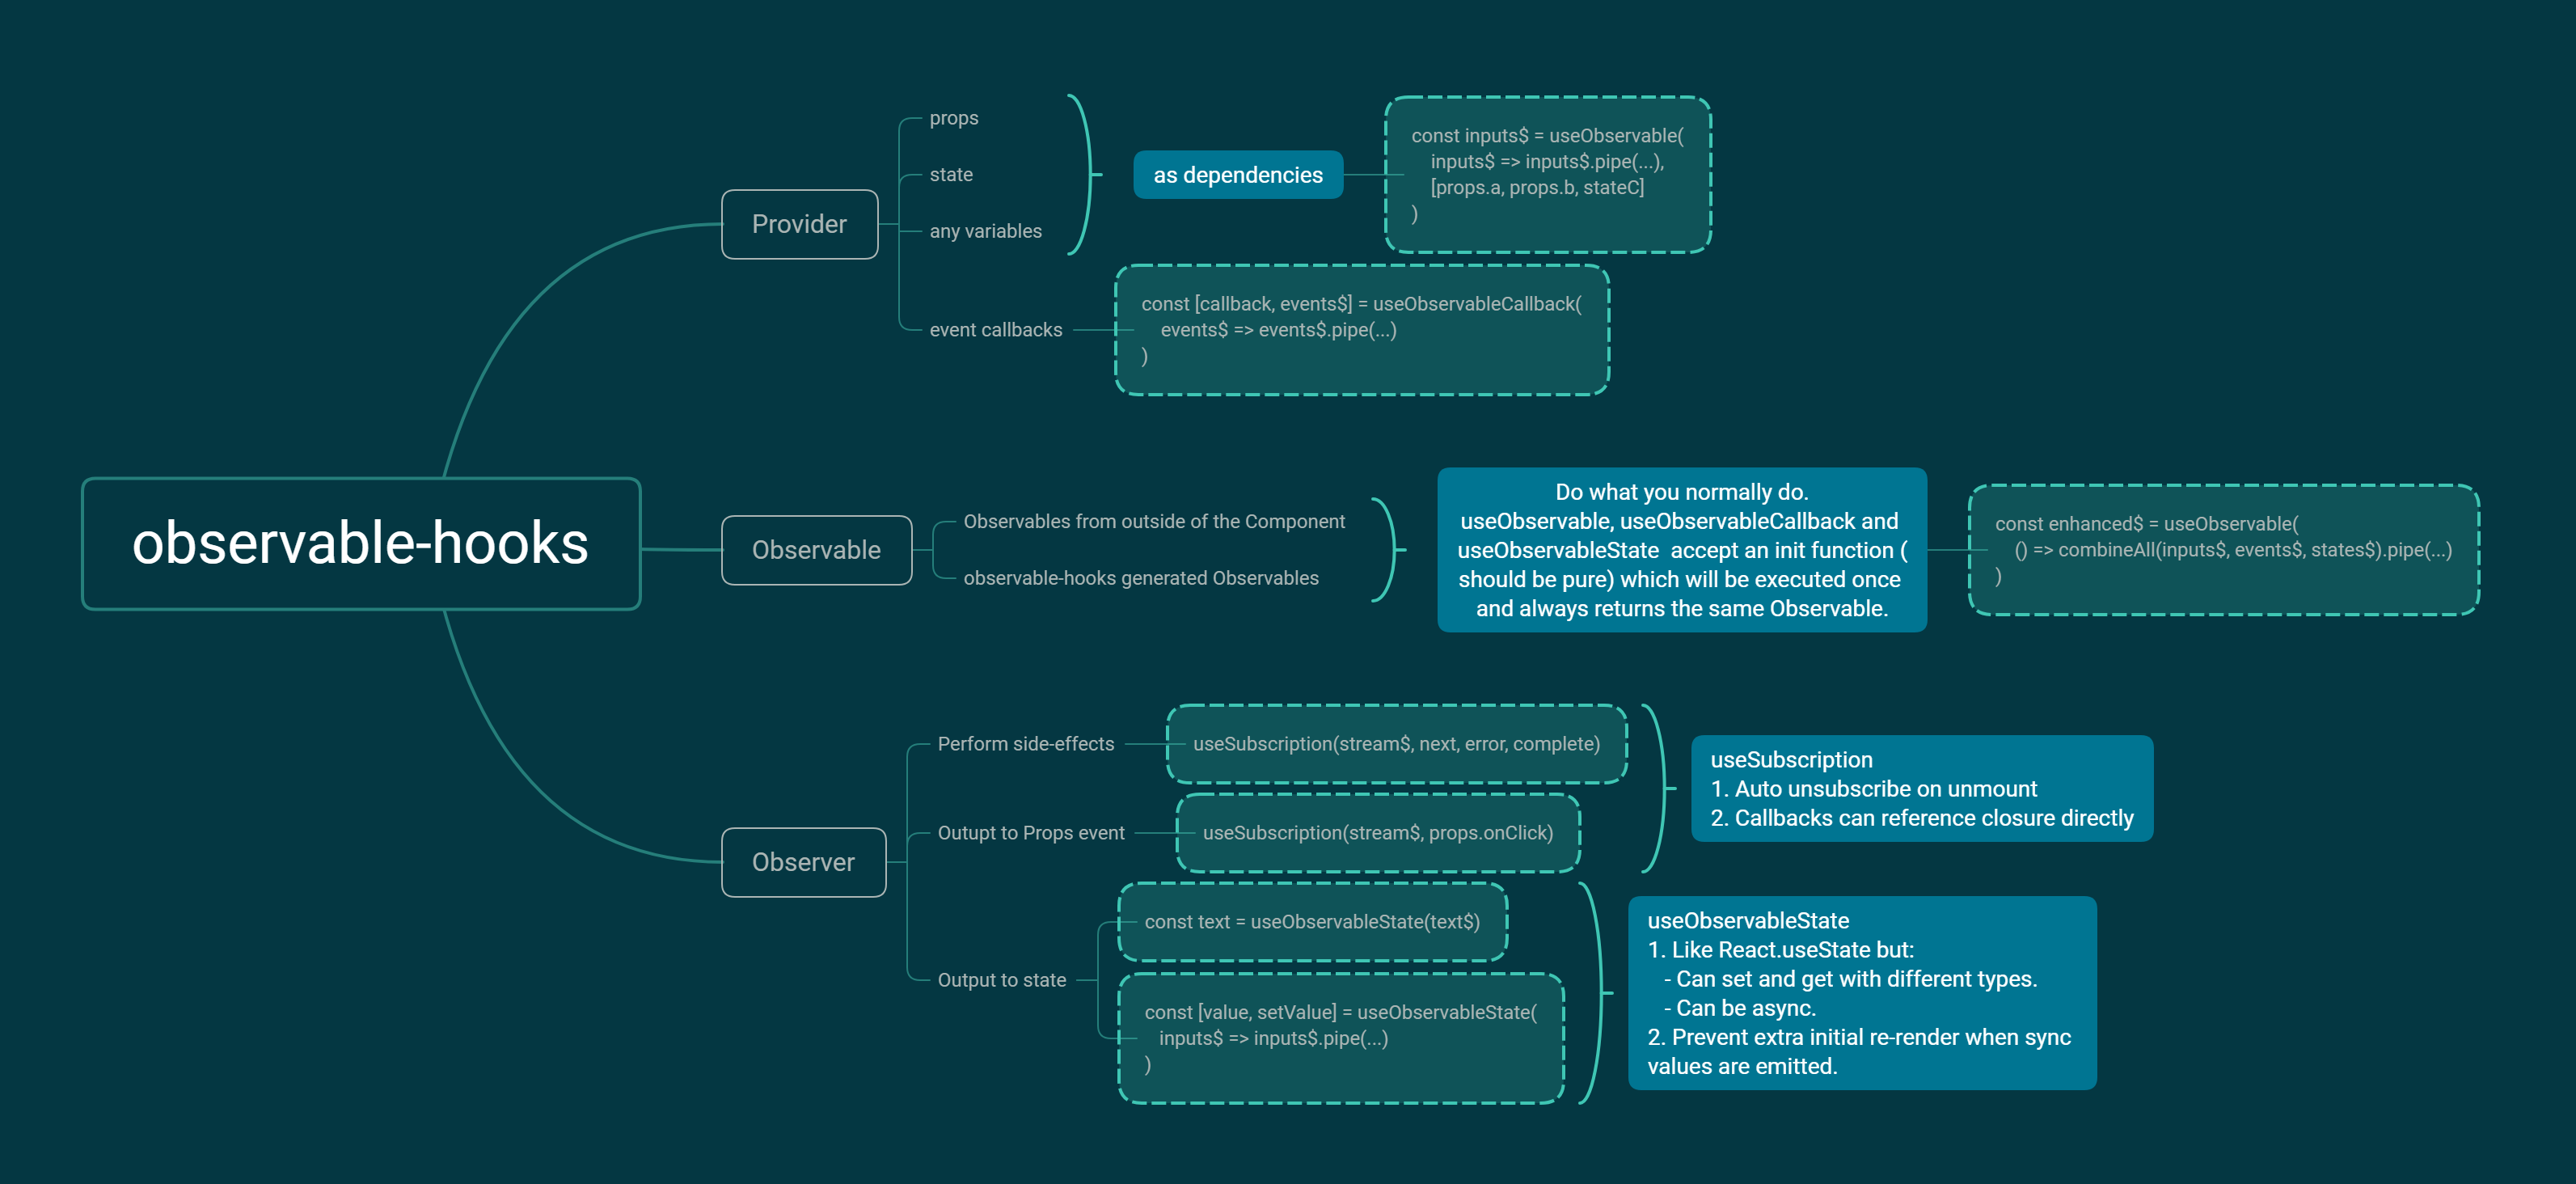 observable-hooks
Provider
props
state
any variables
as dependencies
const inputs$ = useObservable(
inputs$ => inputs$.pipe(...),
[props.a, props.b, stateC]
)
event callbacks
const [callback, events$] = useObservableCallback(
events$ => events$.pipe(...)
)
Observable
Observables from outside of the Component
observable-hooks generated Observables
Do what you normally do.
useObservable, useObservableCallback and
useObservableState  accept an init function (
should be pure) which will be executed once
and always returns the same Observable.
const enhanced$ = useObservable(
() => combineAll(inputs$, events$, states$).pipe(...)
)
Observer
Perform side-effects
useSubscription(stream$, next, error, complete)
Outupt to Props event
useSubscription(stream$, props.onClick)
useSubscription
1. Auto unsubscribe on unmount
2. Callbacks can reference closure directly
Output to state
const text = useObservableState(text$)
const [value, setValue] = useObservableState(
inputs$ => inputs$.pipe(...)
)
useObservableState
1. Like React.useState but:
- Can set and get with different types.
- Can be async.
2. Prevent extra initial re-render when sync
values are emitted.